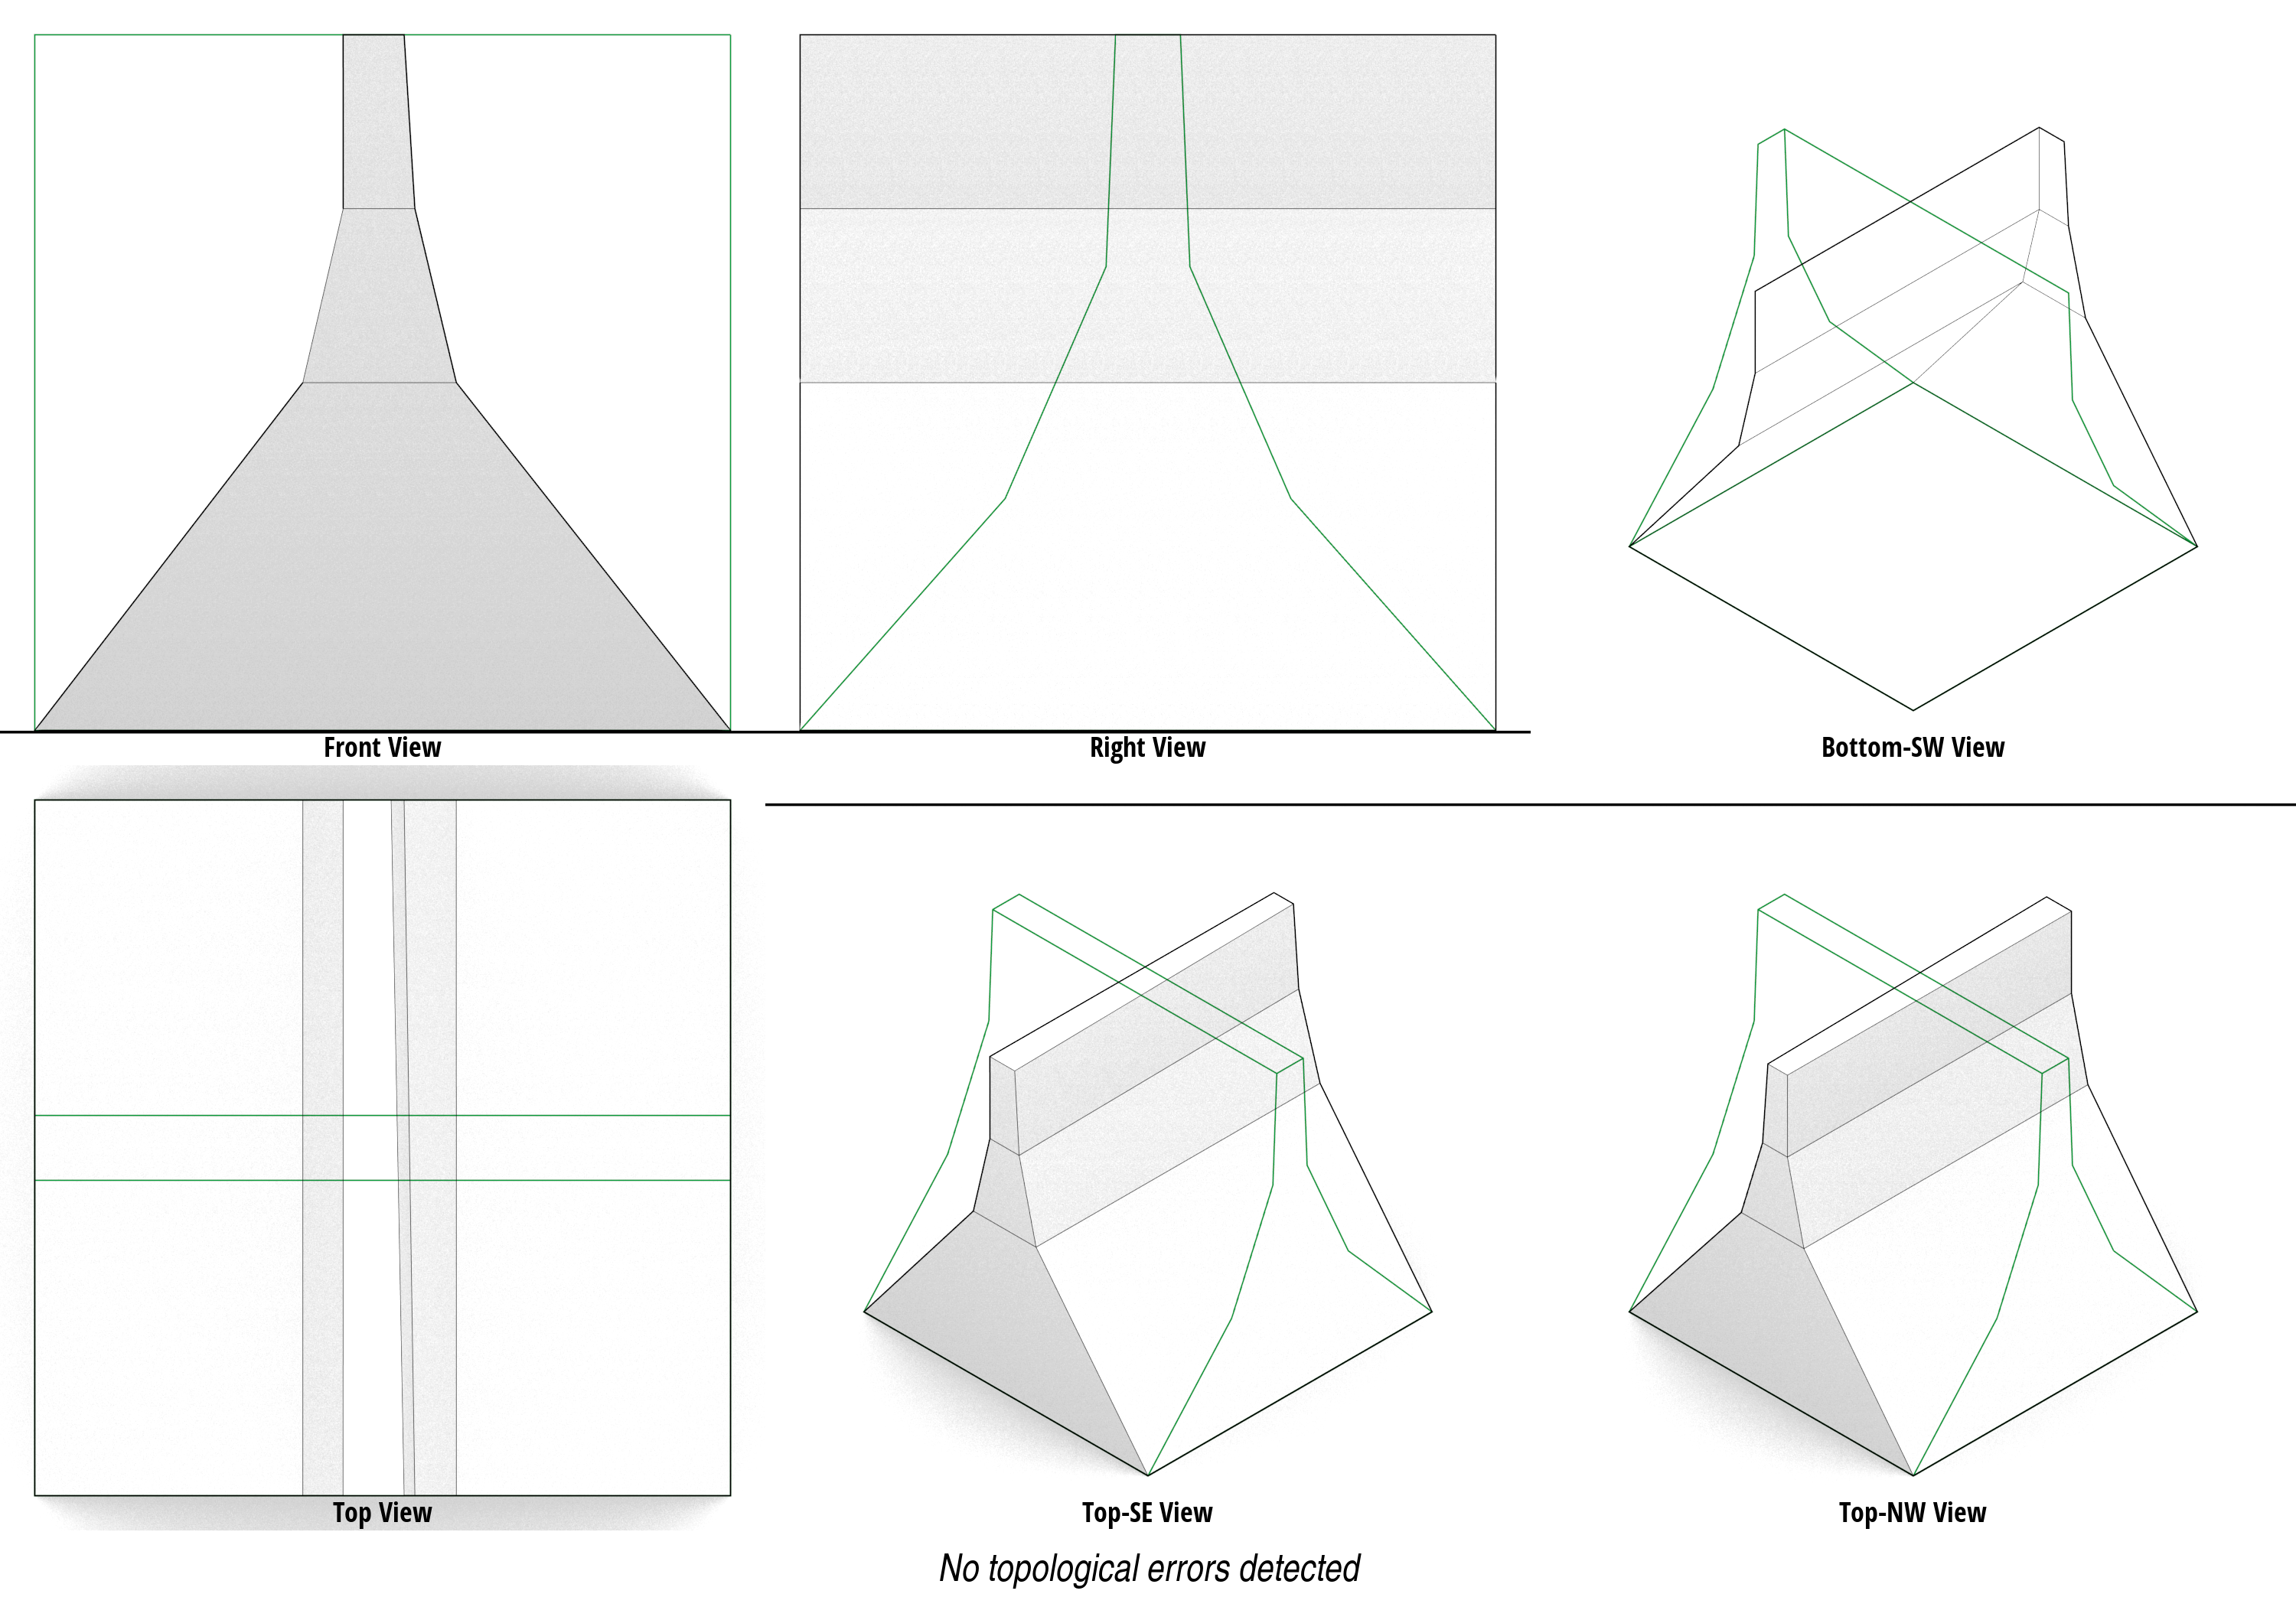 Front View
Right View
Bottom-SW View
Top View
Top-SE View
Top-NW View
No topological errors detected